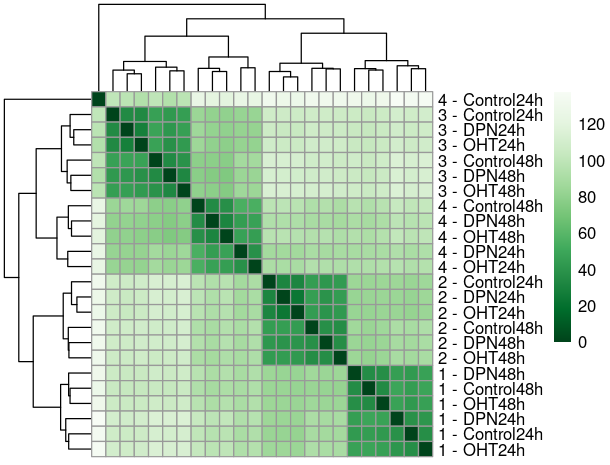 4 - Control24h
3 - Control24h
3 - DPN24h
3 - OHT24h
3 - Control48h
3 - DPN48h
3 - OHT48h
4 - Control48h
4 - DPN48h
4 - OHT48h
4 - DPN24h
4 - OHT24h
2 - Control24h
2 - DPN24h
2 - OHT24h
2 - Control48h
2 - DPN48h
2 - OHT48h
1 - DPN48h
1 - Control48h
1 - OHT48h
1 - DPN24h
1 - Control24h
1 - OHT24h
120
100
80
60
40
20
0